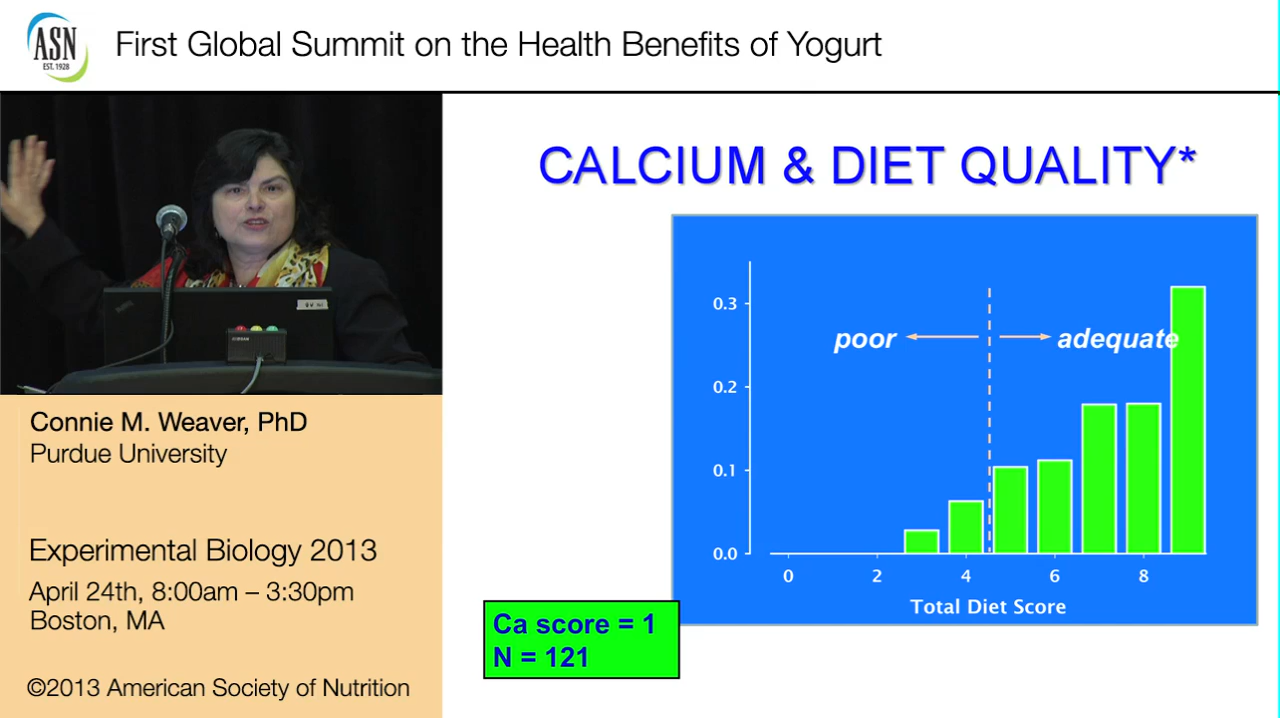 ASN
EST. 1928
First Global Summit on the Health Benefits of Yogurt
CALCIUM & DIET QUALITY*
0.3
0.2
0.1
0.0
poor
adequate
0 2 4 6 8
Total Diet Score
Ca score = 1
N = 121
Connie M. Weaver, PhD
Purdue University
Experimental Biology 2013
April 24th, 8:00am – 3:30pm
Boston, MA
©2013 American Society of Nutrition